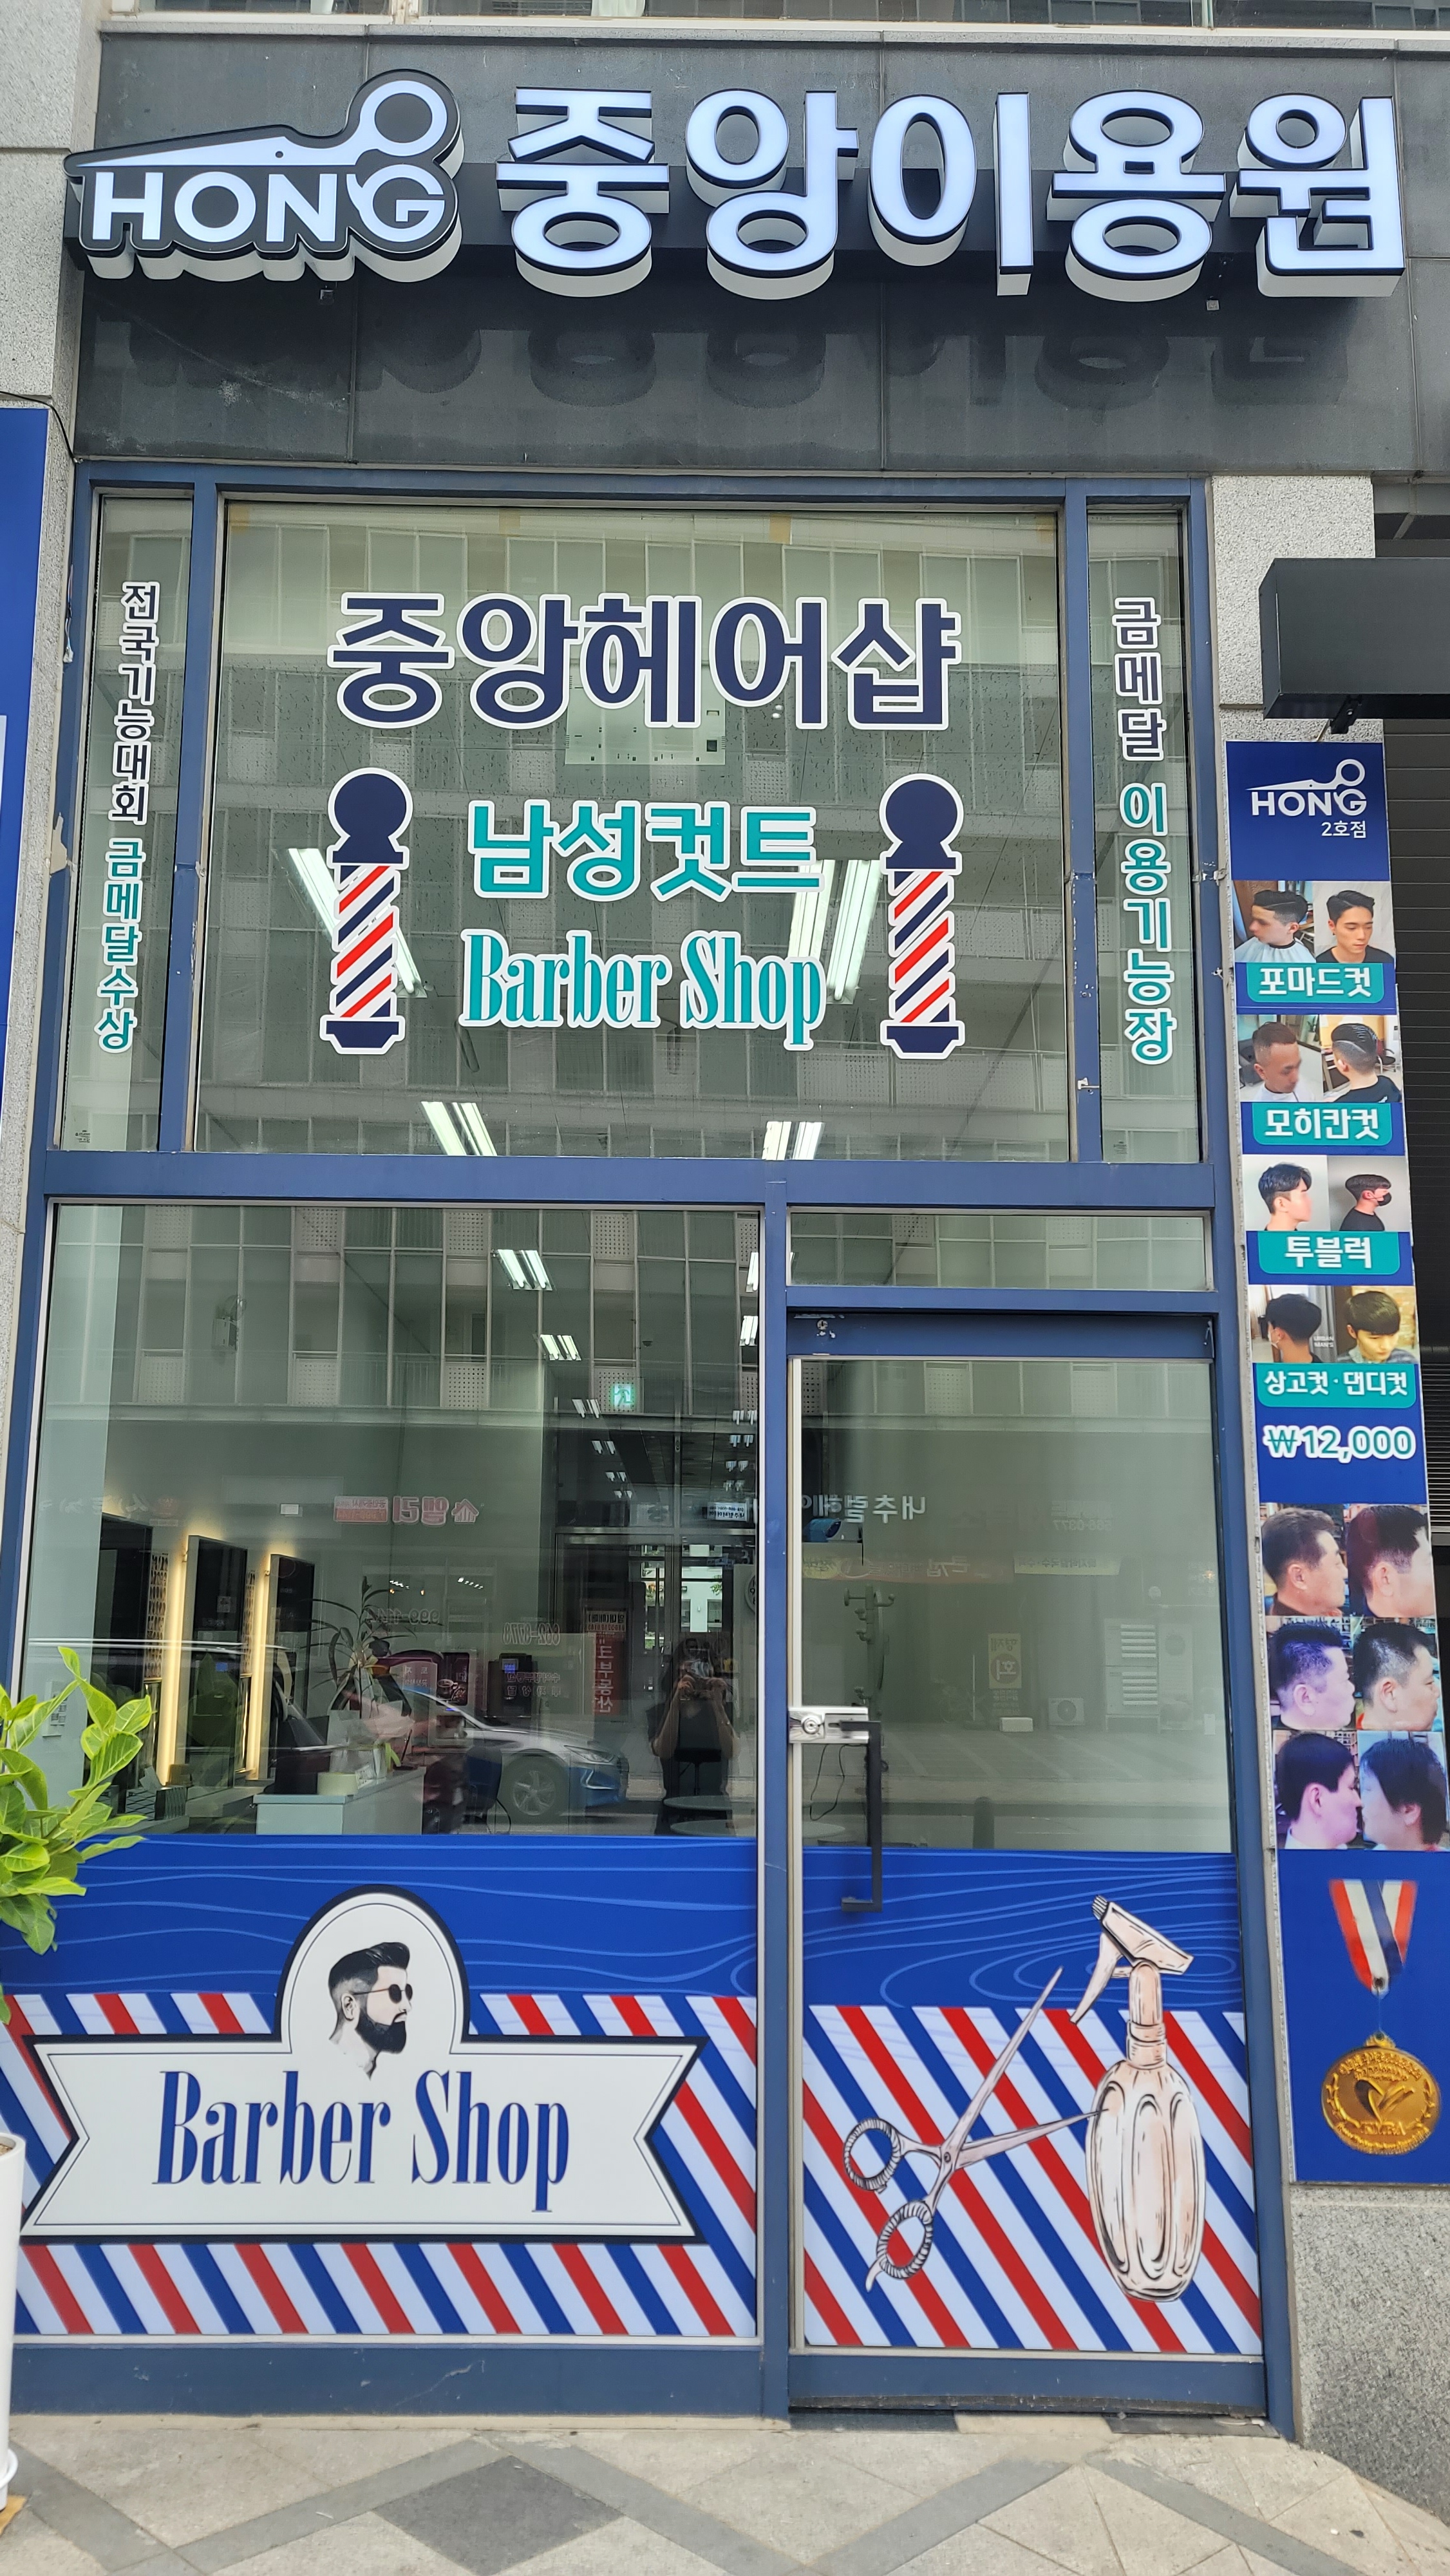 HONG 중앙이용원
전국기능대회 금메달수상
중앙헤어샵
남성컷트
Barber Shop
금메달 이용기능장
HONG
2호점
포마드컷
모히칸컷
투블럭
상고컷·댄디컷
₩12,000
Barber Shop